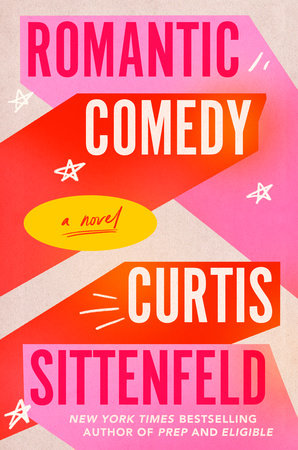 ROMANTIC
COMEDY
a novel
CURTIS
SITTENFELD
NEW YORK TIMES BESTSELLING
AUTHOR OF PREP AND ELIGIBLE